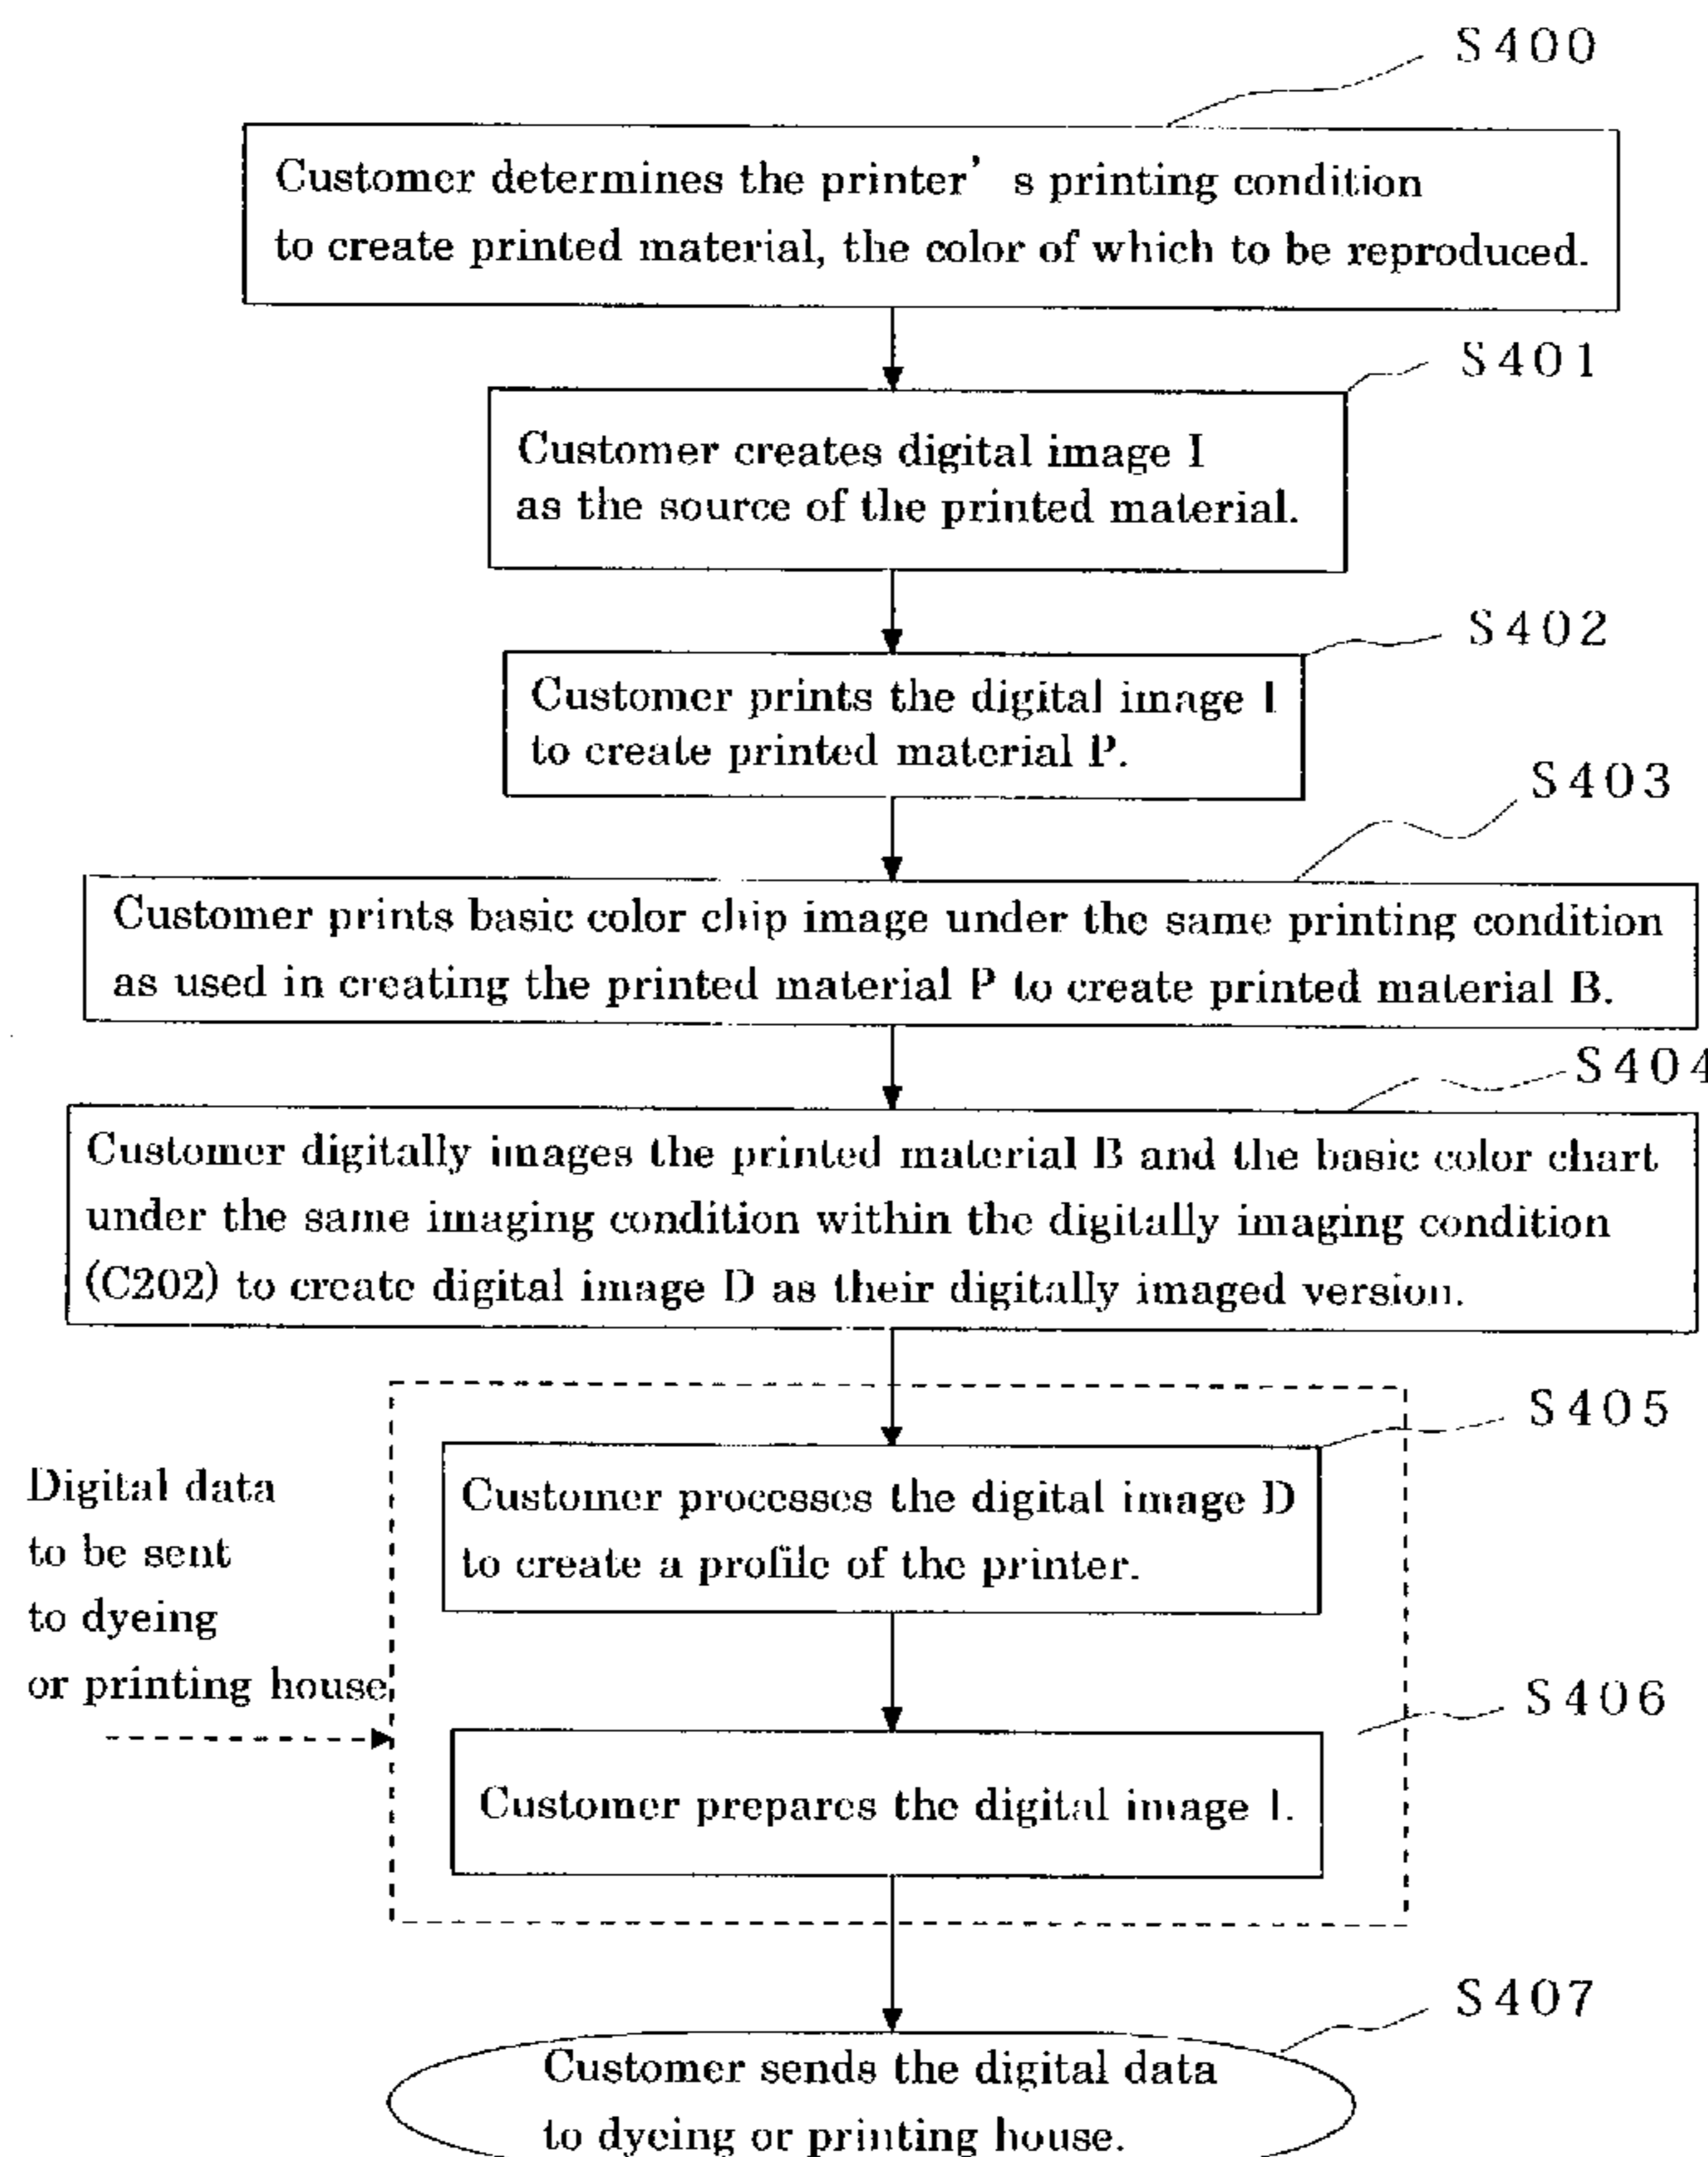 S400
Customer determines the printer's printing condition
to create printed material, the color of which to be reproduced.
S401
Customer creates digital image I
as the source of the printed material.
S402
Customer prints the digital image I
to create printed material P.
S403
Customer prints basic color chip image under the same printing condition
as used in creating the printed material P to create printed material B.
S404
Customer digitally images the printed material B and the basic color chart
under the same imaging condition within the digitally imaging condition
(C202) to create digital image D as their digitally imaged version.
S405
Customer processes the digital image D
to create a profile of the printer.
Digital data
to be sent
to dyeing
or printing house
S406
Customer prepares the digital image I.
S407
Customer sends the digital data
to dyeing or printing house.